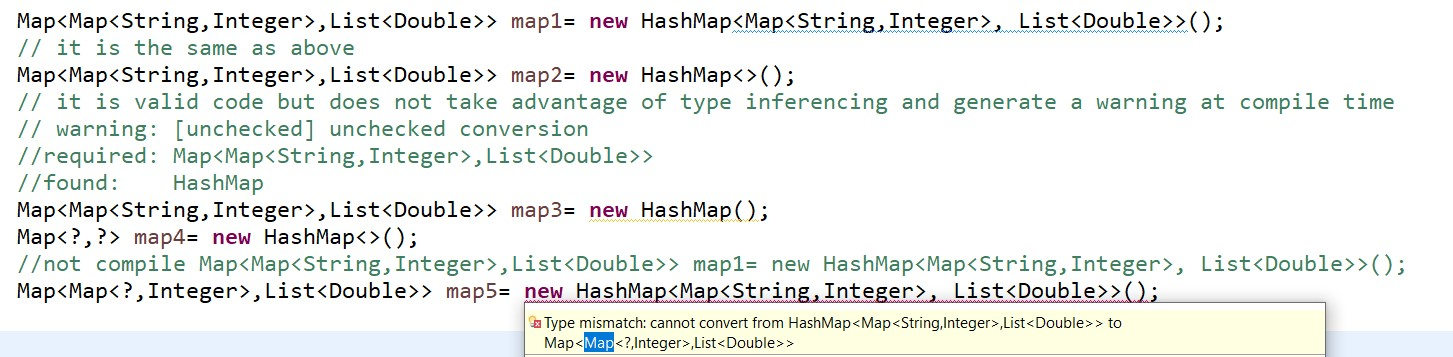 Map<Map<String,Integer>,List<Double>> map1= new HashMap<Map<String,Integer>, List<Double>>();
// it is the same as above
Map<Map<String,Integer>,List<Double>> map2= new HashMap<>();
// it is valid code but does not take advantage of type inferencing and generate a warning at compile time
// warning: [unchecked] unchecked conversion
//required: Map<Map<String,Integer>,List<Double>>
//found:    HashMap
Map<Map<String,Integer>,List<Double>> map3= new HashMap();
Map<?,?> map4= new HashMap<>();
//not compile Map<Map<String,Integer>,List<Double>> map1= new HashMap<Map<String,Integer>, List<Double>>();
Map<Map<?,Integer>,List<Double>> map5= new HashMap<Map<String,Integer>, List<Double>>();
Type mismatch: cannot convert from HashMap<Map<String,Integer>,List<Double>> to
Map<Map<?,Integer>,List<Double>>